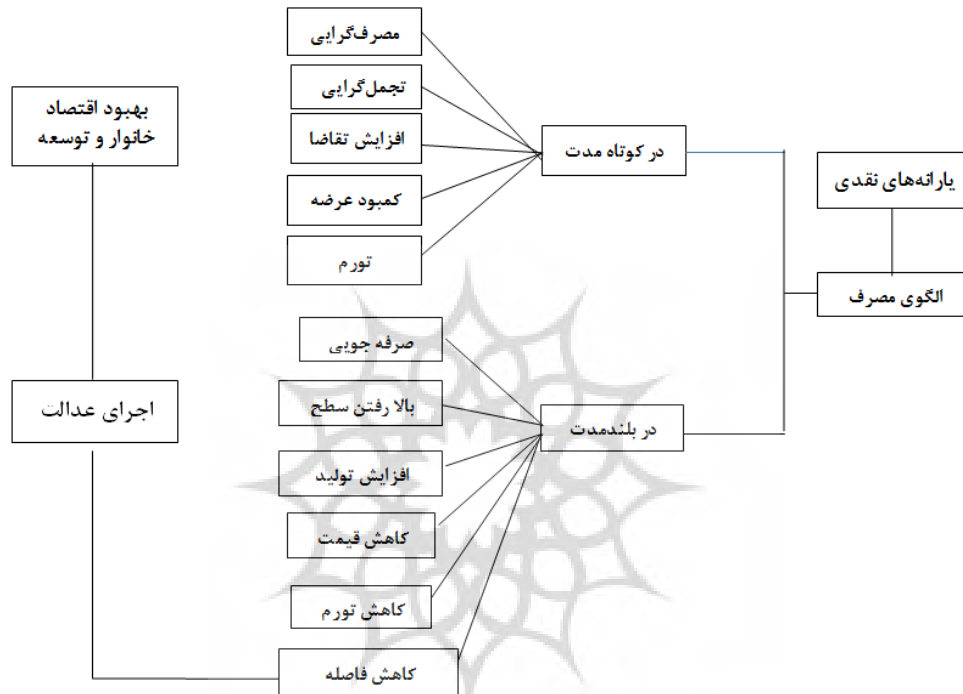 یارانه‌های نقدی
الگوی مصرف
در کوتاه مدت
مصرف‌گرایی
تجمل‌گرایی
افزایش تقاضا
کمبود عرضه
تورم
در بلندمدت
صرفه جویی
بالا رفتن سطح
افزایش تولید
کاهش قیمت
کاهش تورم
کاهش فاصله
اجرای عدالت
بهبود اقتصاد
خانوار و توسعه